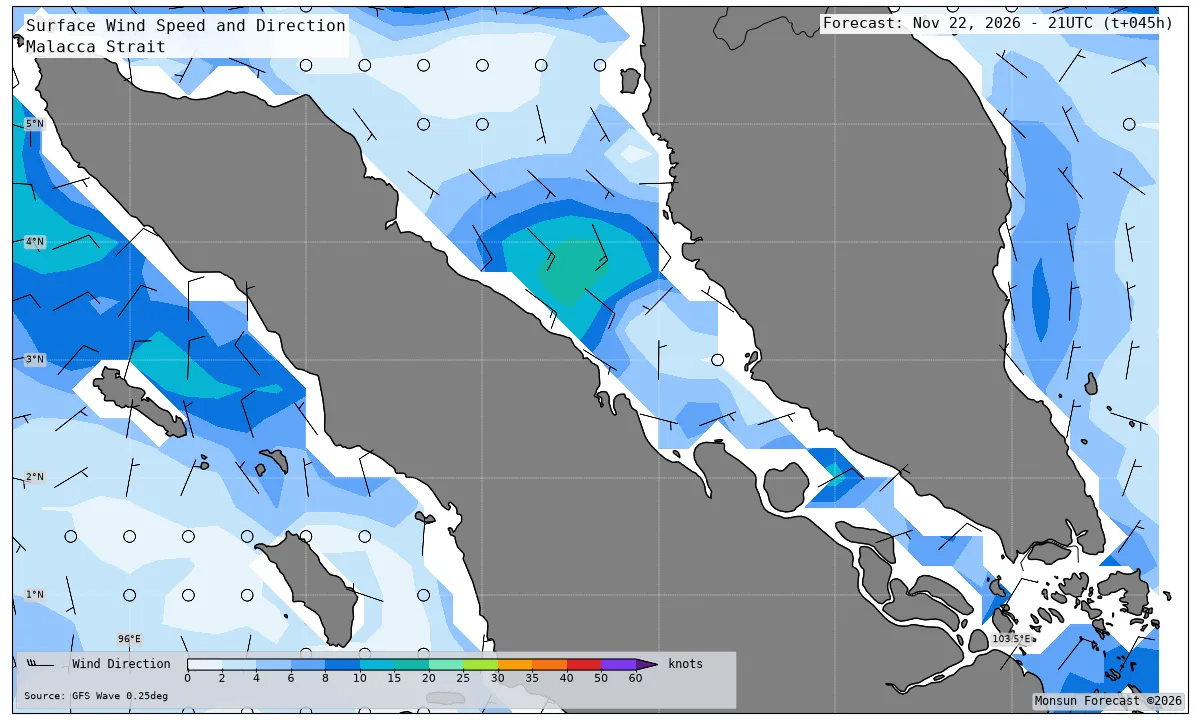 Surface Wind Speed and Direction
Malacca Strait
Forecast: Nov 22, 2026 - 21UTC (t+045h)
5°N
4°N
3°N
2°N
1°N
96°E
103.5°E
Wind Direction
knots
0 2 4 6 8 10 15 20 25 30 35 40 50 60
Source: GFS Wave 0.25deg
Monsun Forecast ©2026